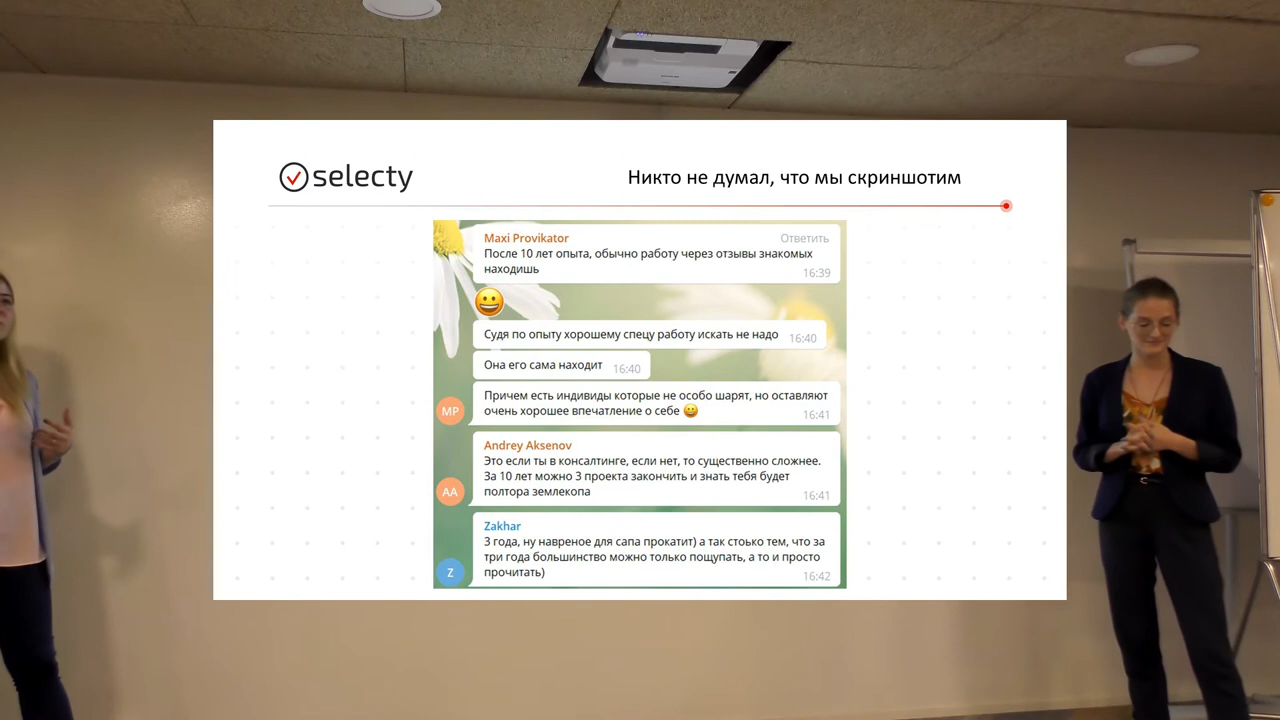 selecty
Никто не думал, что мы скриншотим
Maxi Provikator
Ответить
После 10 лет опыта, обычно работу через отзывы знакомых
находишь
16:39
Судя по опыту хорошему спецу работу искать не надо
16:40
Она его сама находит
16:40
Причем есть индивиды которые не особо шарят, но оставляют
очень хорошее впечатление о себе 😀
16:41
MP
Andrey Aksenov
Это если ты в консалтинге, если нет, то существенно сложнее.
За 10 лет можно 3 проекта закончить и знать тебя будет
полтора землекопа
16:41
AA
Zakhar
3 года, ну навреное для сапа прокатит) а так стоько тем, что за
три года большинство можно только пощупать, а то и просто
прочитать)
16:42
Z